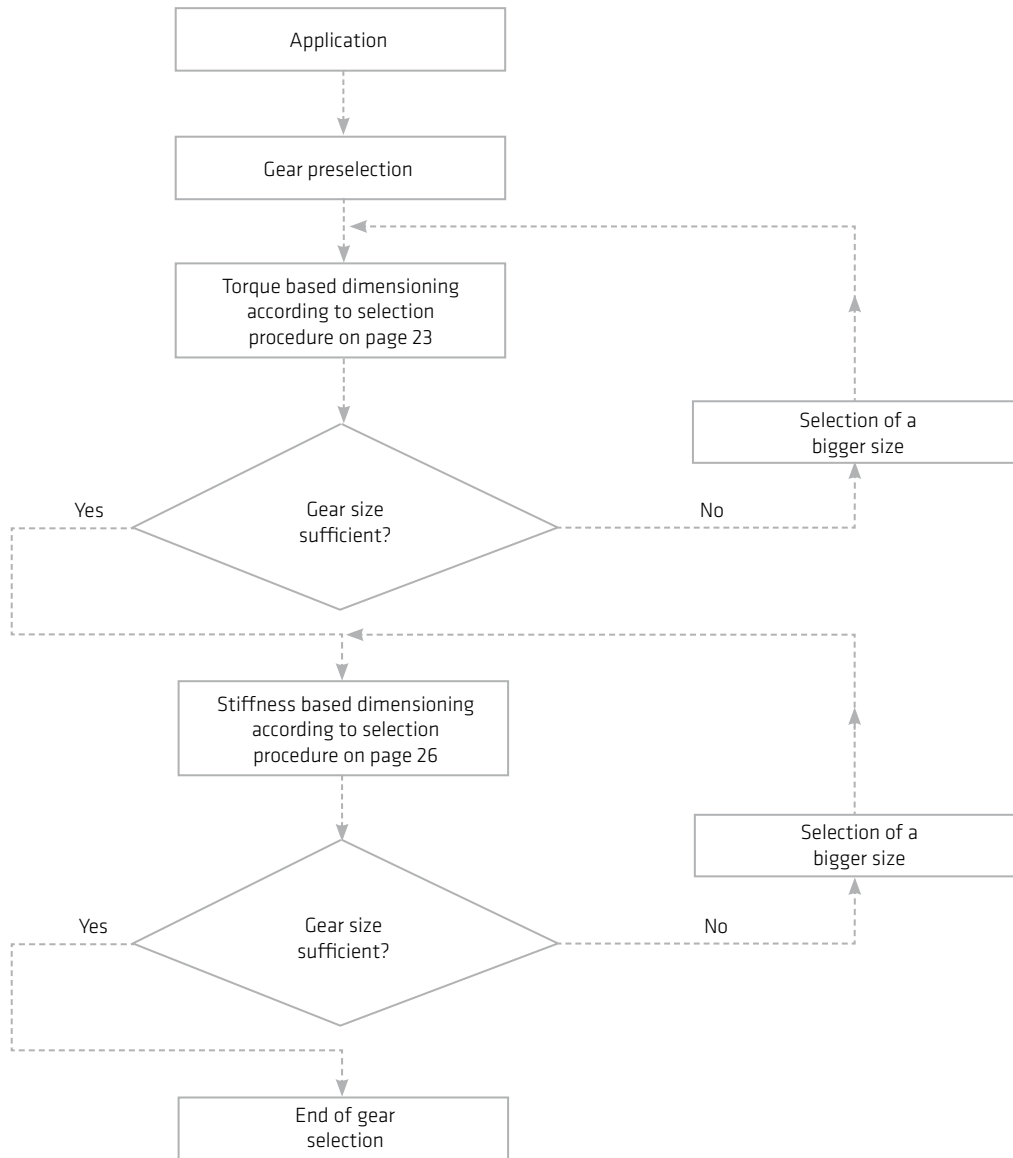 Application
Gear preselection
Torque based dimensioning
according to selection
procedure on page 23
Selection of a
bigger size
Yes
Gear size
sufficient?
No
Stiffness based dimensioning
according to selection
procedure on page 26
Selection of a
bigger size
Yes
Gear size
sufficient?
No
End of gear
selection